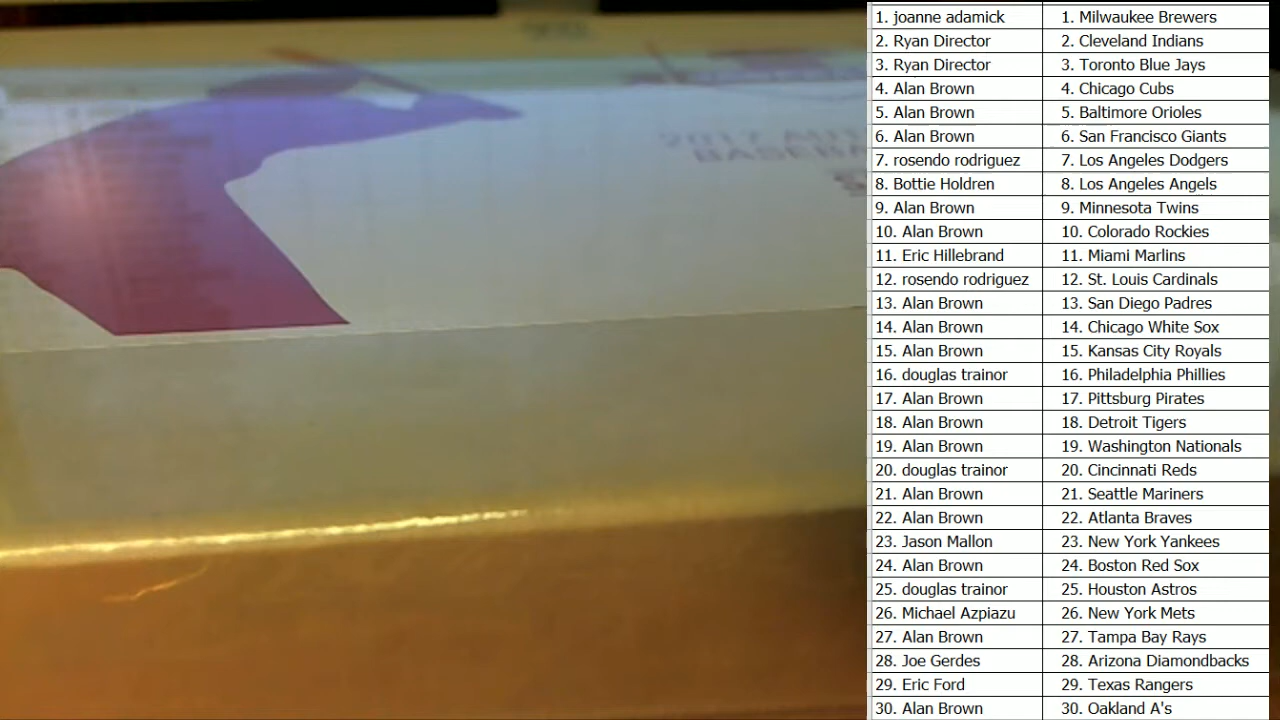 2017 AUT
BASEBA
1. joanne adamick 1. Milwaukee Brewers
2. Ryan Director 2. Cleveland Indians
3. Ryan Director 3. Toronto Blue Jays
4. Alan Brown 4. Chicago Cubs
5. Alan Brown 5. Baltimore Orioles
6. Alan Brown 6. San Francisco Giants
7. rosendo rodriguez 7. Los Angeles Dodgers
8. Bottie Holdren 8. Los Angeles Angels
9. Alan Brown 9. Minnesota Twins
10. Alan Brown 10. Colorado Rockies
11. Eric Hillebrand 11. Miami Marlins
12. rosendo rodriguez 12. St. Louis Cardinals
13. Alan Brown 13. San Diego Padres
14. Alan Brown 14. Chicago White Sox
15. Alan Brown 15. Kansas City Royals
16. douglas trainor 16. Philadelphia Phillies
17. Alan Brown 17. Pittsburg Pirates
18. Alan Brown 18. Detroit Tigers
19. Alan Brown 19. Washington Nationals
20. douglas trainor 20. Cincinnati Reds
21. Alan Brown 21. Seattle Mariners
22. Alan Brown 22. Atlanta Braves
23. Jason Mallon 23. New York Yankees
24. Alan Brown 24. Boston Red Sox
25. douglas trainor 25. Houston Astros
26. Michael Azpiazu 26. New York Mets
27. Alan Brown 27. Tampa Bay Rays
28. Joe Gerdes 28. Arizona Diamondbacks
29. Eric Ford 29. Texas Rangers
30. Alan Brown 30. Oakland A's